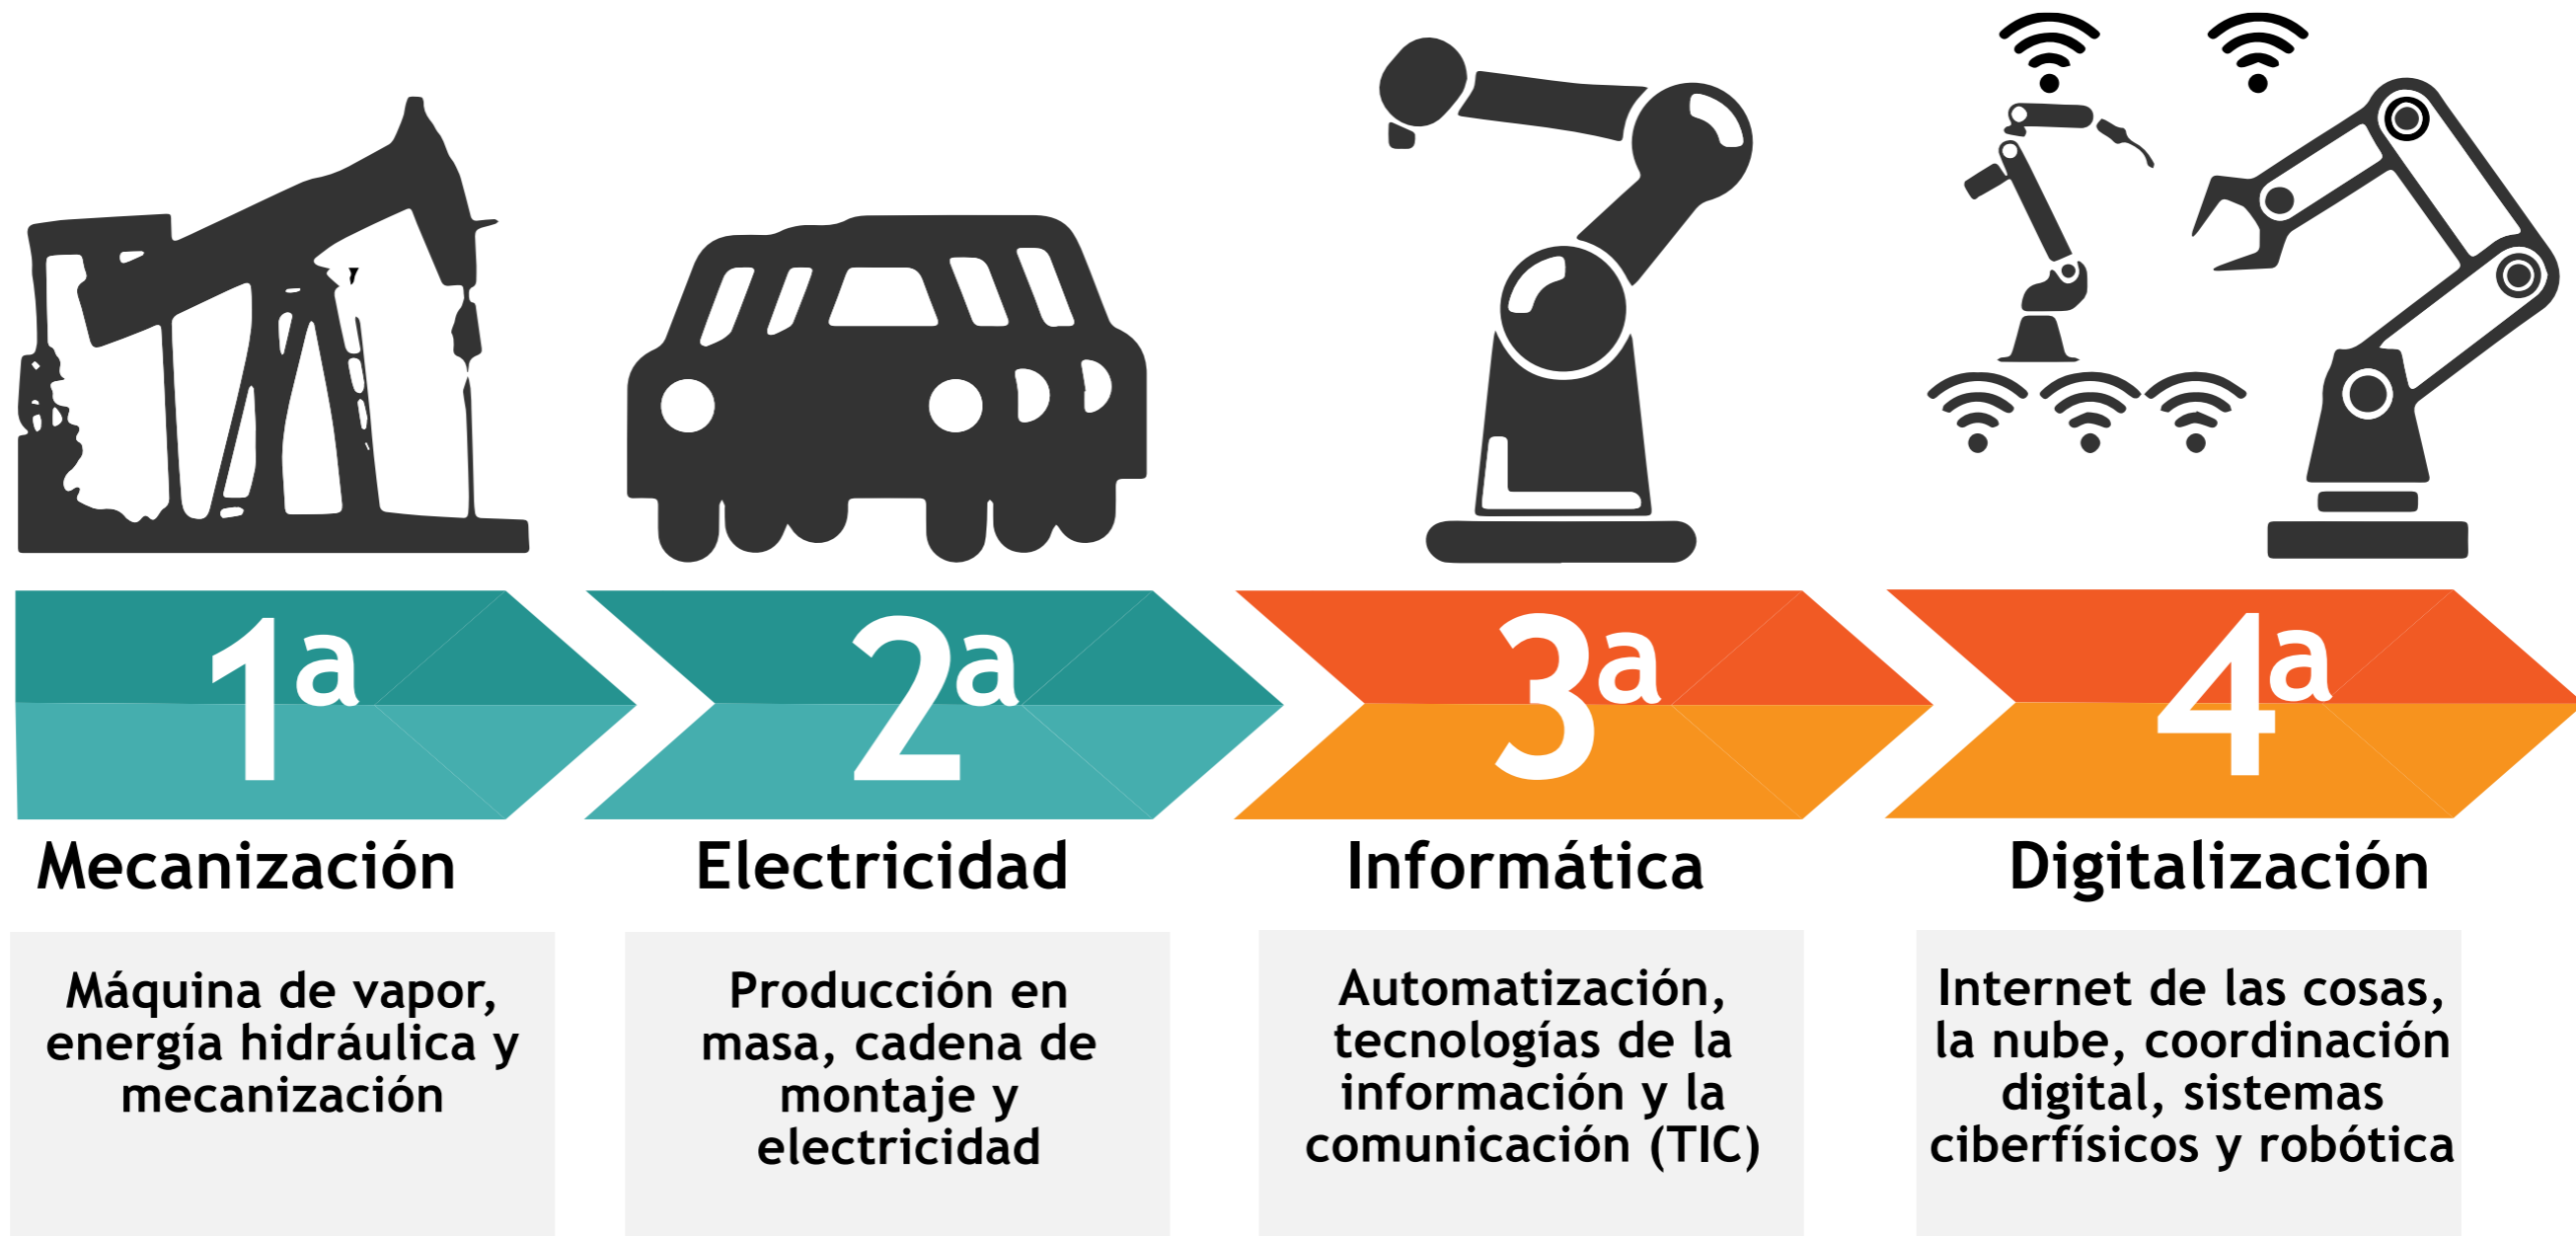 1ª
Mecanización
Máquina de vapor,
energía hidráulica y
mecanización
2ª
Electricidad
Producción en
masa, cadena de
montaje y
electricidad
3ª
Informática
Automatización,
tecnologías de la
información y la
comunicación (TIC)
4ª
Digitalización
Internet de las cosas,
la nube, coordinación
digital, sistemas
ciberfísicos y robótica